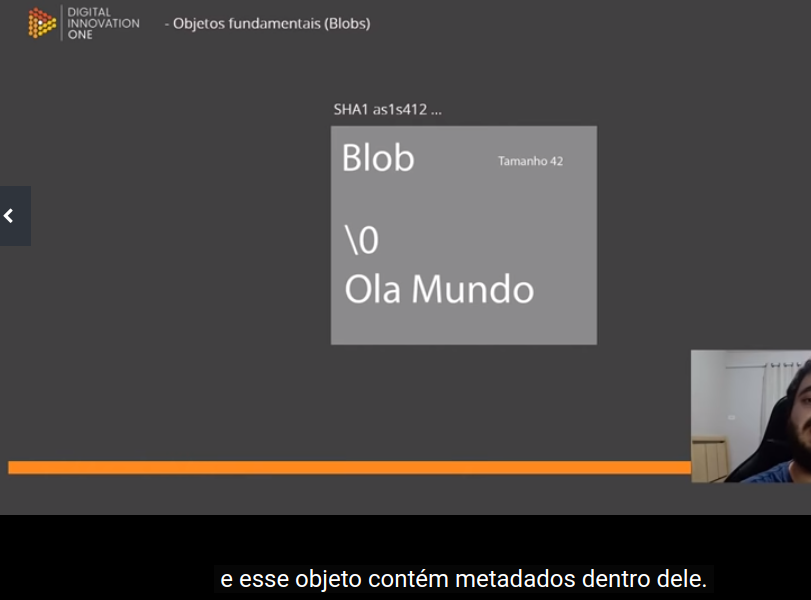 DIGITAL
INNOVATION
ONE
- Objetos fundamentais (Blobs)
SHA1 as1s412 ...
Blob
Tamanho 42
\0
Ola Mundo
e esse objeto contém metadados dentro dele.